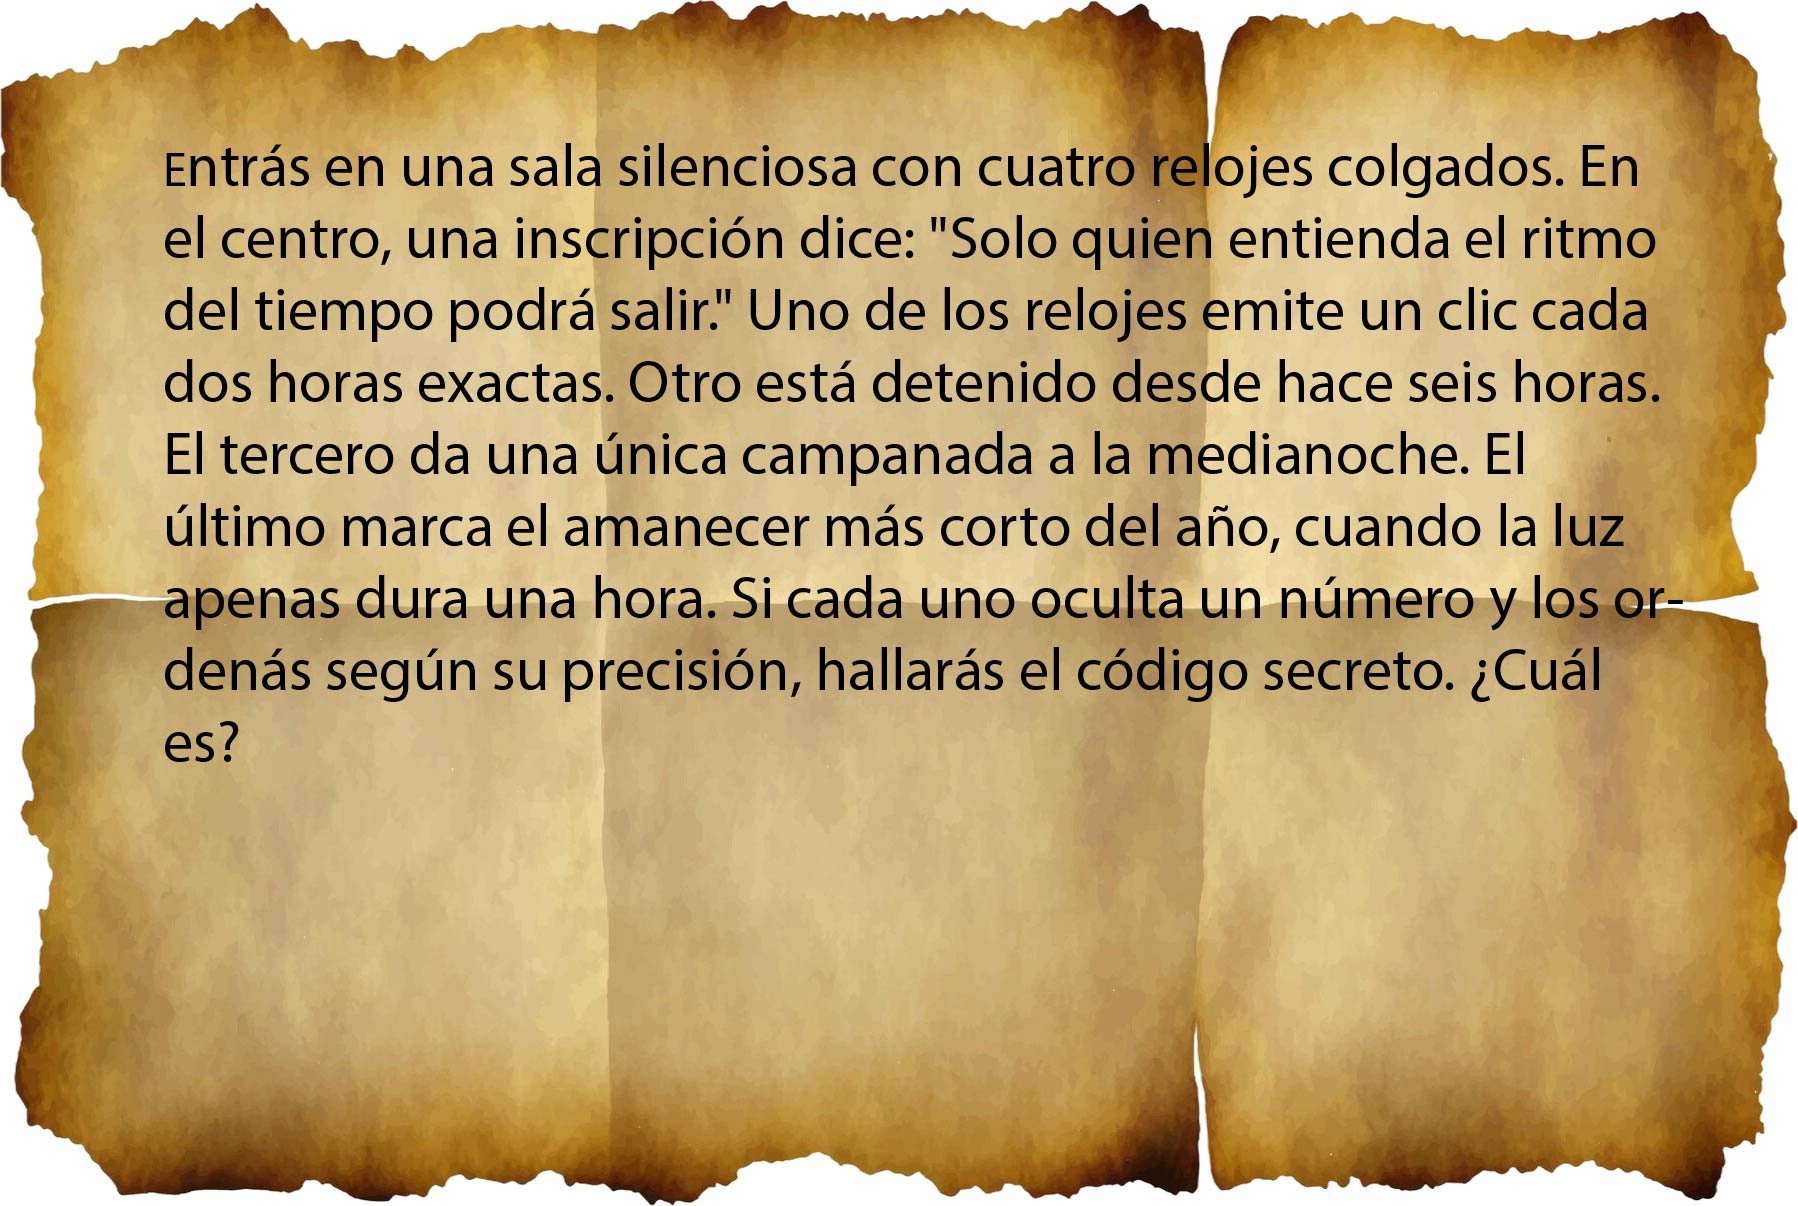 Entrás en una sala silenciosa con cuatro relojes colgados. En
el centro, una inscripción dice: "Solo quien entienda el ritmo
del tiempo podrá salir." Uno de los relojes emite un clic cada
dos horas exactas. Otro está detenido desde hace seis horas.
El tercero da una única campanada a la medianoche. El
último marca el amanecer más corto del año, cuando la luz
apenas dura una hora. Si cada uno oculta un número y los or-
denás según su precisión, hallarás el código secreto. ¿Cuál
es?